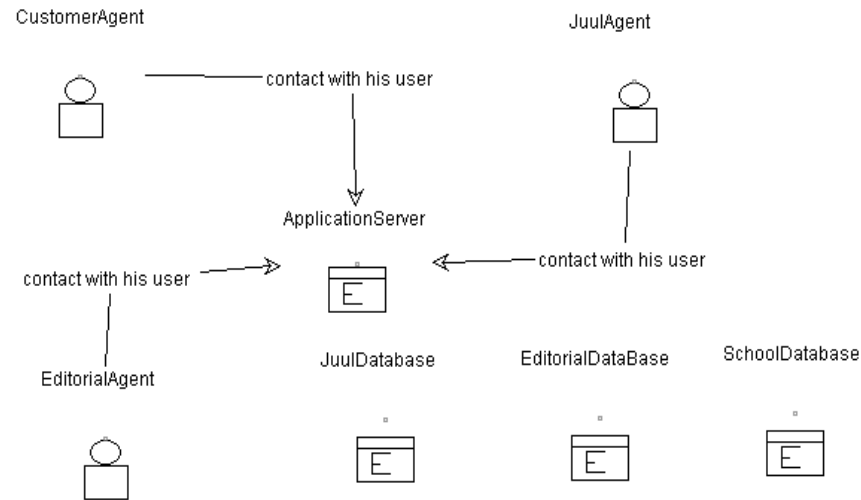 CustomerAgent
JuulAgent
contact with his user
ApplicationServer
contact with his user
contact with his user
E
JuulDatabase
EditorialDataBase
SchoolDatabase
EditorialAgent
E
E
E